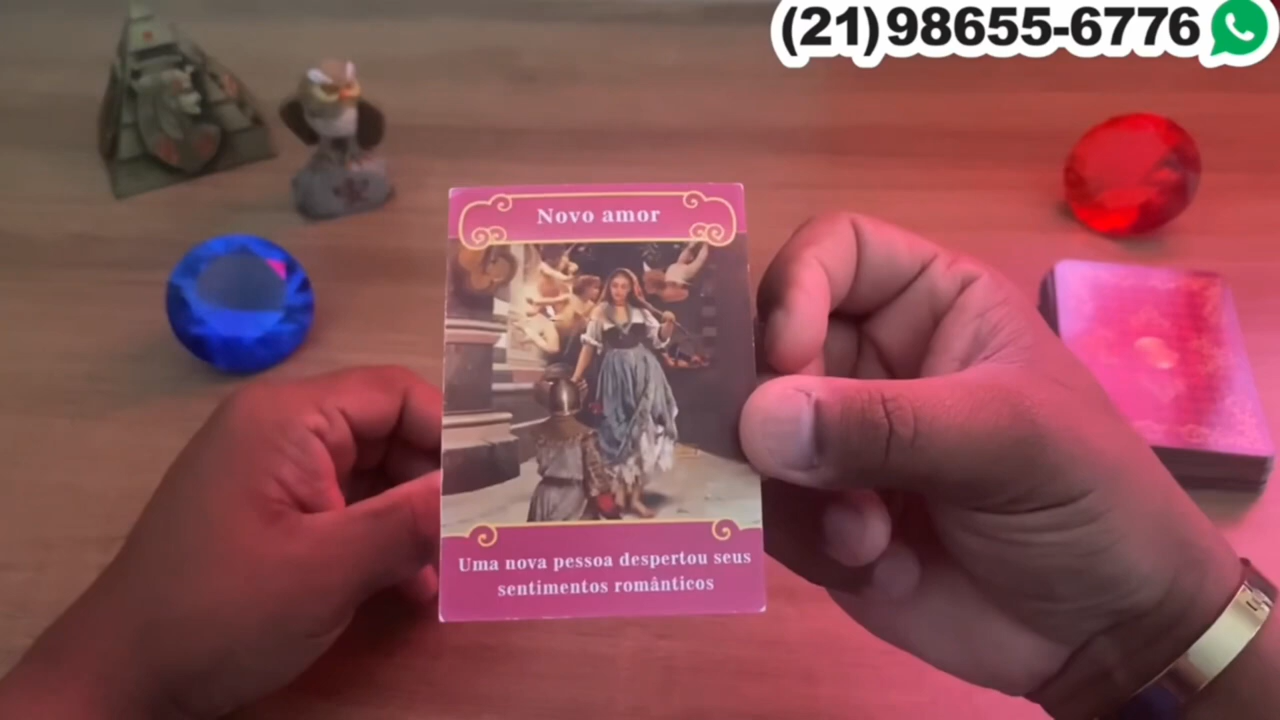 (21)98655-6776
Novo amor
Uma nova pessoa despertou seus
sentimentos românticos